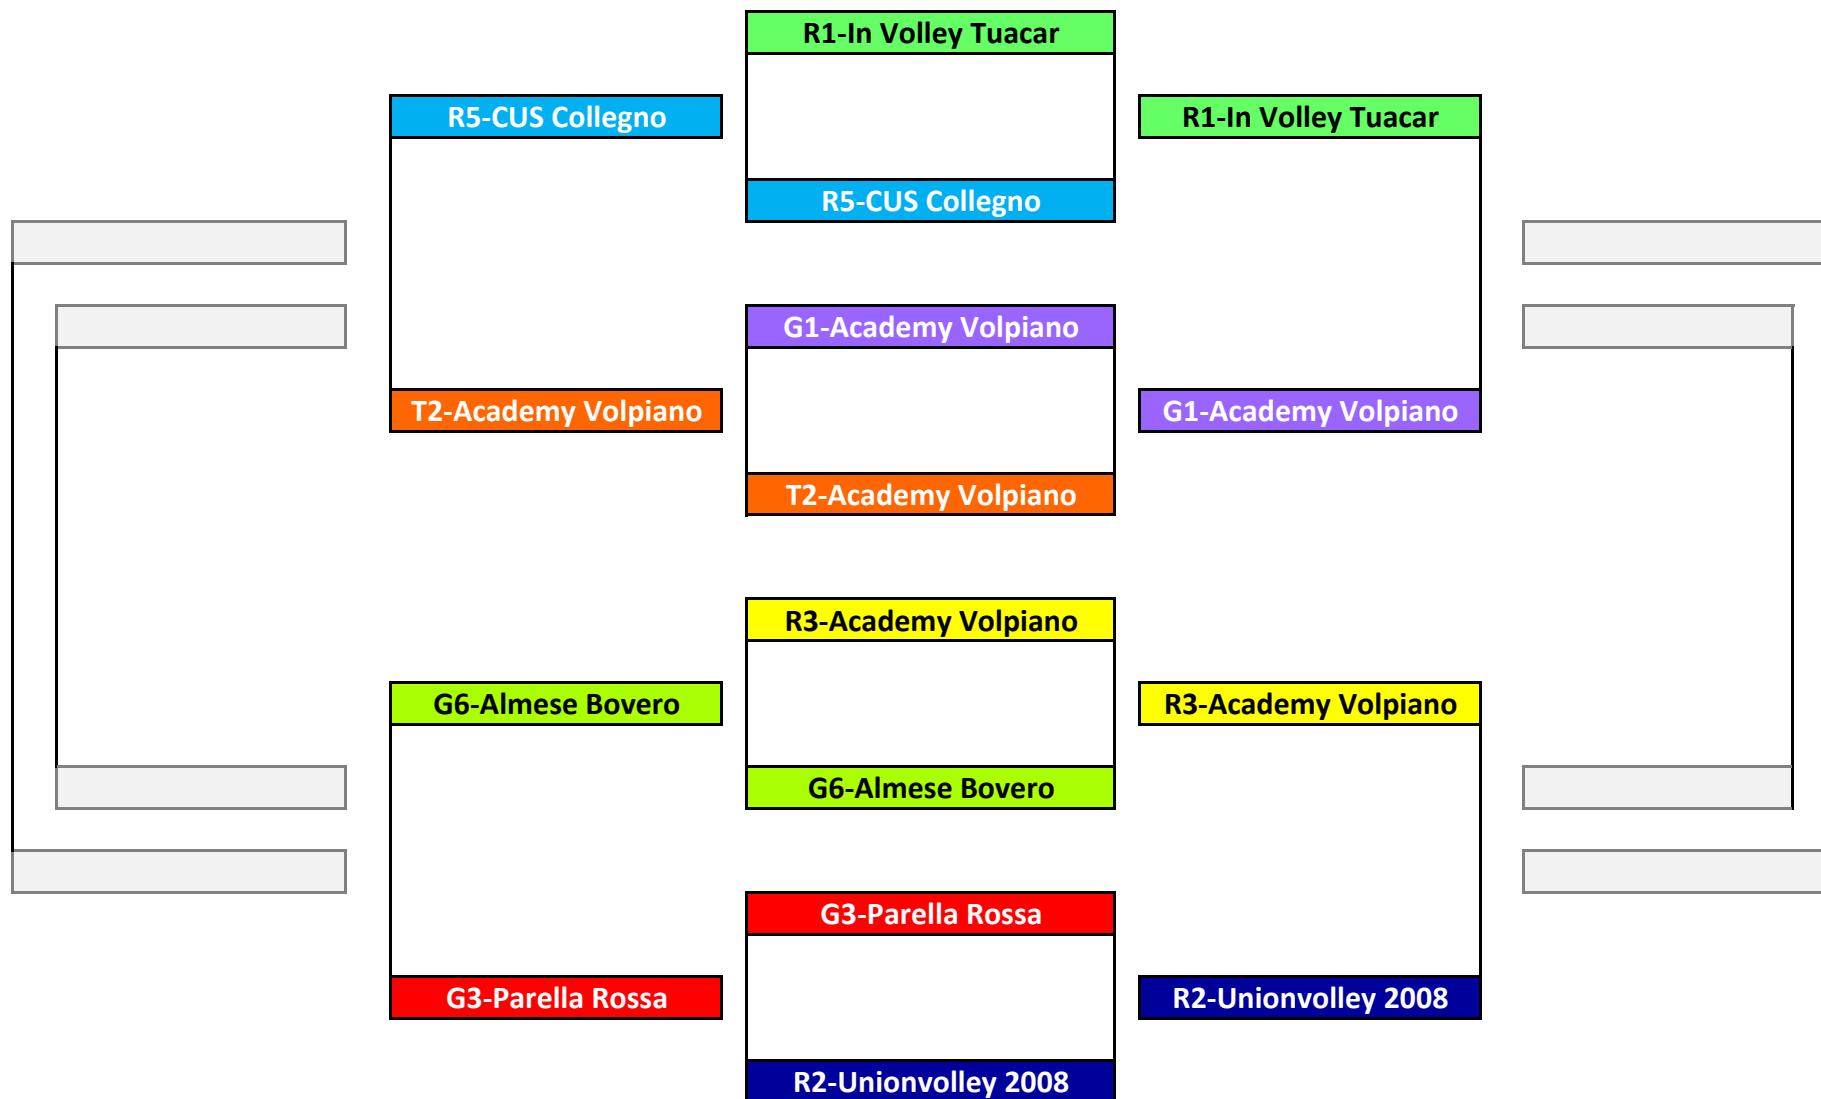 R1-In Volley Tuacar
R5-CUS Collegno
R1-In Volley Tuacar
R5-CUS Collegno
G1-Academy Volpiano
T2-Academy Volpiano
G1-Academy Volpiano
T2-Academy Volpiano
R3-Academy Volpiano
G6-Almese Bovero
R3-Academy Volpiano
G6-Almese Bovero
G3-Parella Rossa
G3-Parella Rossa
R2-Unionvolley 2008
R2-Unionvolley 2008